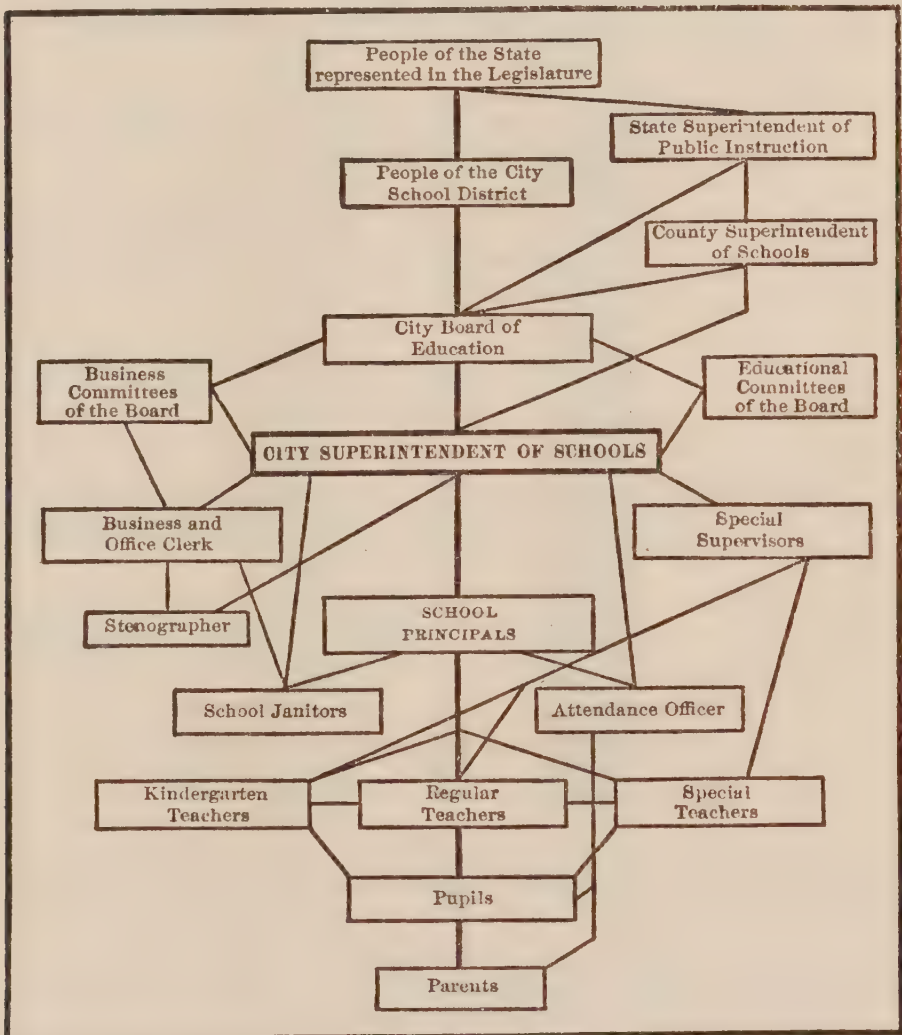 People of the State
represented in the Legislature
State Superintendent of
Public Instruction
People of the City
School District
County Superintendent
of Schools
City Board of
Education
Business
Committees
of the Board
Educational
Committees
of the Board
CITY SUPERINTENDENT OF SCHOOLS
Business and
Office Clerk
Special
Supervisors
Stenographer
SCHOOL
PRINCIPALS
School Janitors
Attendance Officer
Kindergarten
Teachers
Regular
Teachers
Special
Teachers
Pupils
Parents